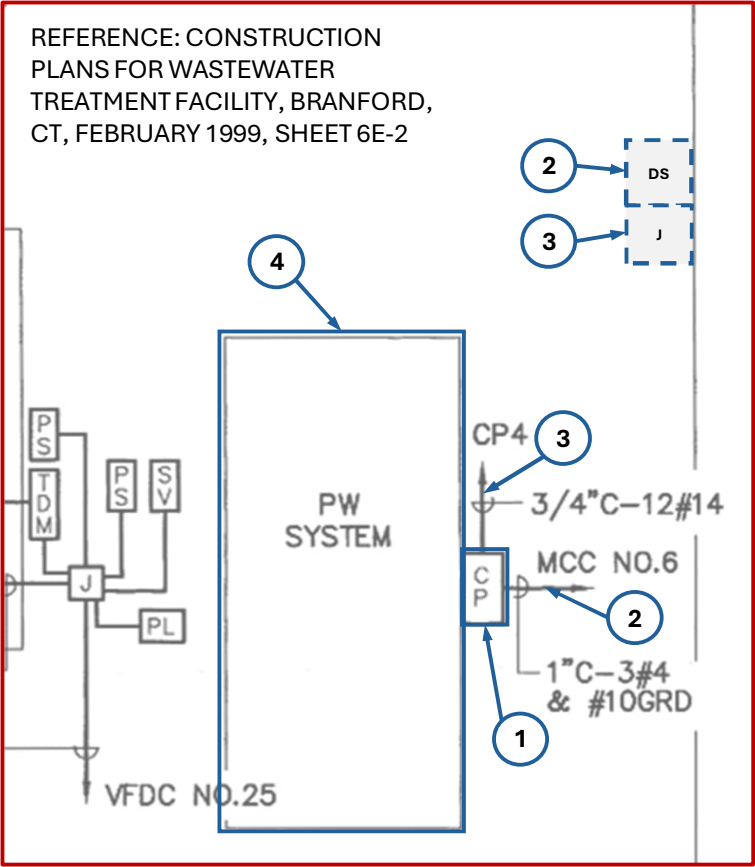 REFERENCE: CONSTRUCTION
PLANS FOR WASTEWATER
TREATMENT FACILITY, BRANFORD,
CT, FEBRUARY 1999, SHEET 6E-2
2
DS
3
J
4
PS
CP4
3
TDM
PS
SV
PW
SYSTEM
3/4"C-12#14
MCC NO.6
CP
J
2
PL
1"C-3#4
& #10GRD
1
VFDC NO.25